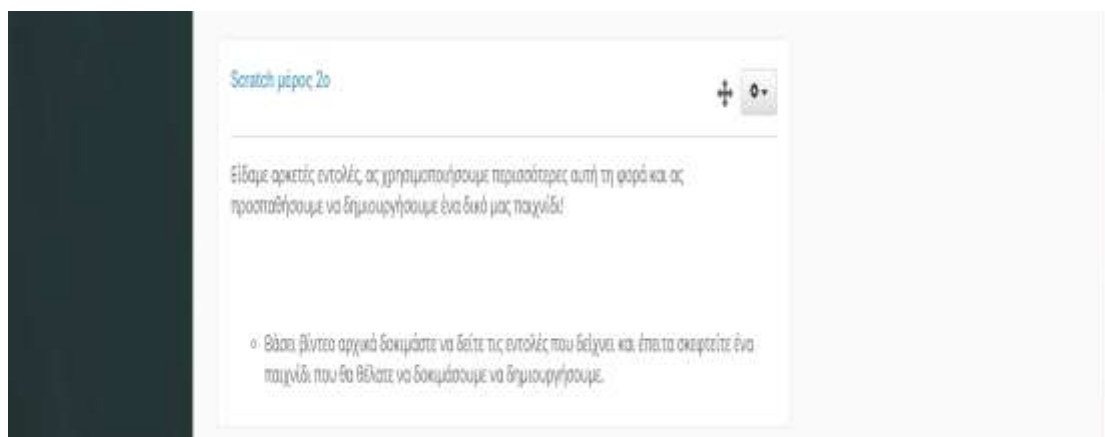 Scratch μέρος 2ο
Είδαμε αρκετές εντολές, ας χρησιμοποιήσουμε περισσότερες αυτή τη φορά και ας
προσπαθήσουμε να δημιουργήσουμε ένα δικό μας παιχνίδι!
Βάσει βίντεο αρχικά δοκιμάστε να δείτε τις εντολές που δείχνει και έπειτα σκεφτείτε ένα
παιχνίδι που θα θέλατε να δοκιμάσουμε να δημιουργήσουμε.